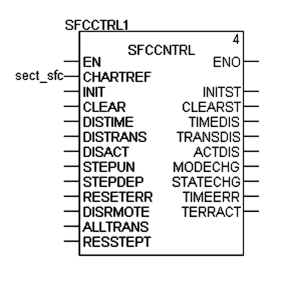 SFCCTRL1
4
SFCCNTRL
EN ENO
sect_sfc CHARTREF
INIT INITST
CLEAR CLEARST
DISTIME TIMEDIS
DISTRANS TRANSDIS
DISACT ACTDIS
STEPUN MODECHG
STEPDEP STATECHG
RESETERR TIMEERR
DISRMOTE TERRACT
ALLTRANS
RESSTEPT